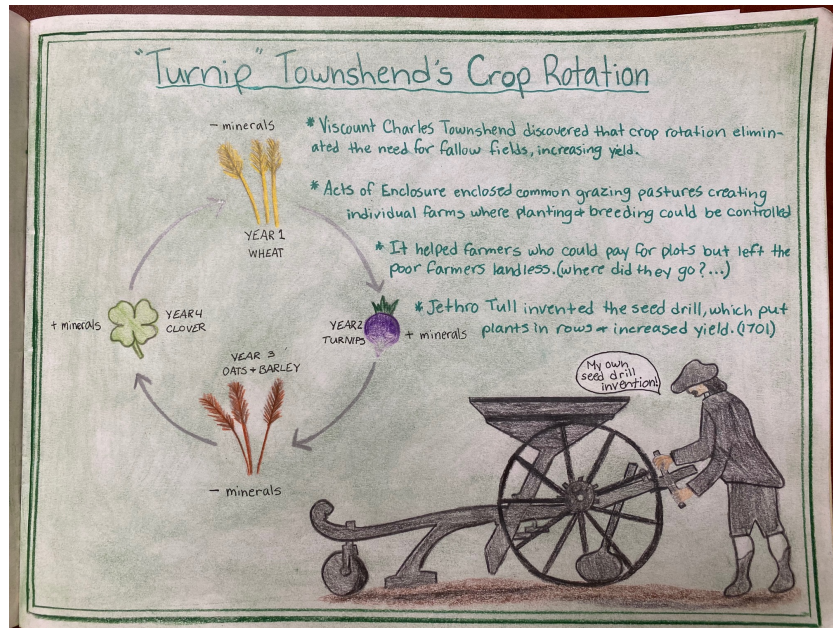 "Turnip" Townshend's Crop Rotation
- minerals
YEAR 1
WHEAT
* Viscount Charles Townshend discovered that crop rotation elimin-
ated the need for fallow fields, increasing yield.
* Acts of Enclosure enclosed common grazing pastures creating
individual farms where planting + breeding could be controlled
* It helped farmers who could pay for plots but left the
poor farmers landless. (where did they go?...)
* Jethro Tull invented the seed drill, which put
plants in rows + increased yield. (1701)
+ minerals
YEAR 4
CLOVER
YEAR 2
TURNIPS
+ minerals
YEAR 3
OATS + BARLEY
- minerals
My own
seed drill
invention!